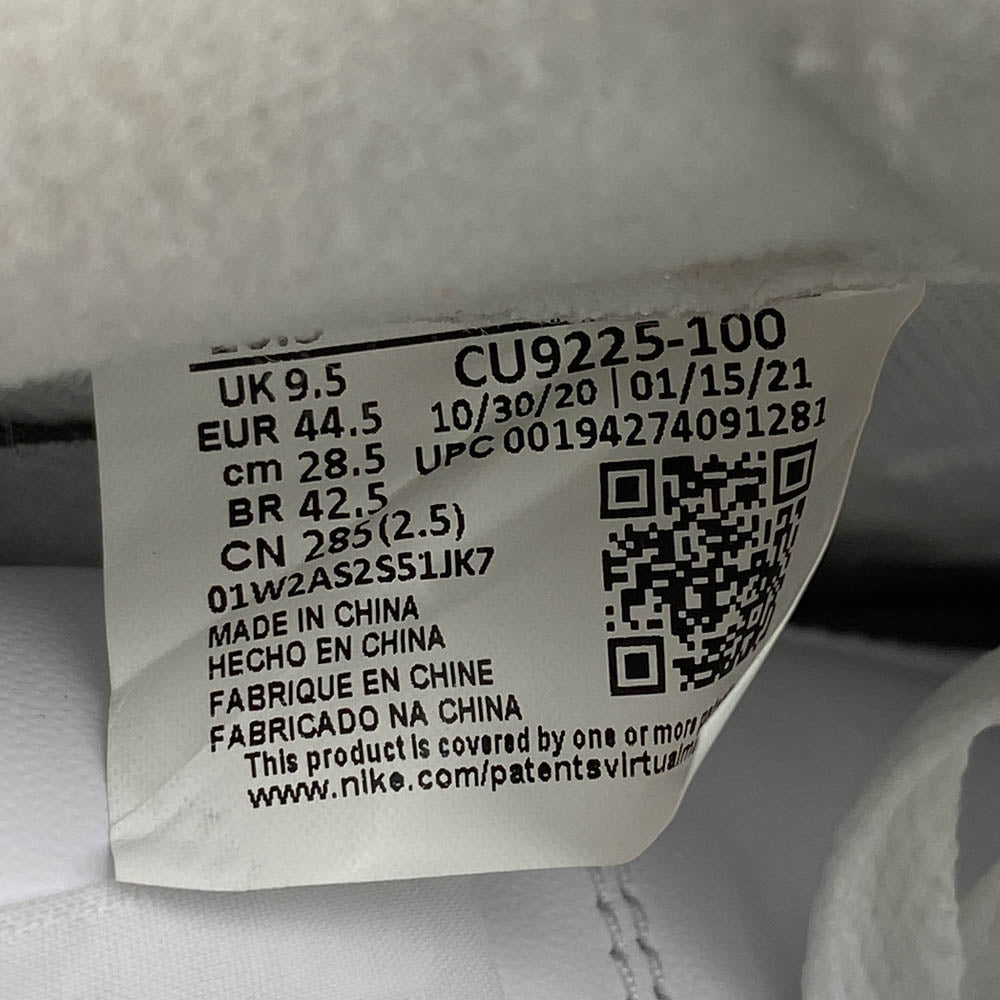 CU9225-100
UK 9.5
10/30/20 | 01/15/21
EUR 44.5
UPC 00194274091281
cm 28.5
BR 42.5
CN 285(2.5)
01W2AS2S51JK7
MADE IN CHINA
HECHO EN CHINA
FABRIQUE EN CHINE
FABRICADO NA CHINA
This product is covered by one or more
www.nike.com/patentsvirtualm